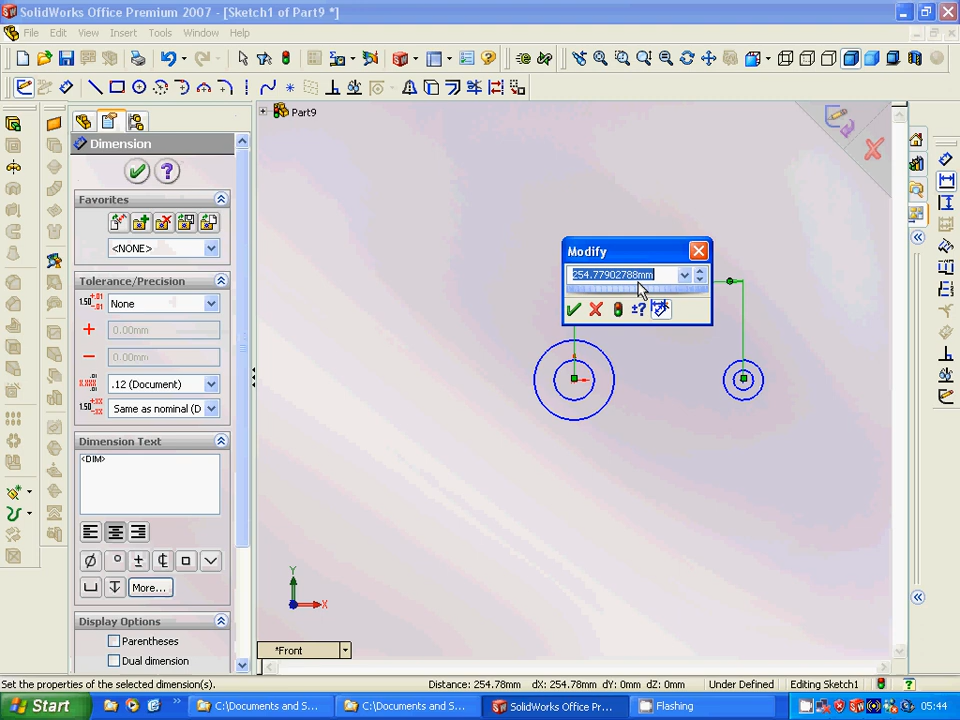 SolidWorks Office Premium 2007 - [Sketch1 of Part9 *]
File Edit View Insert Tools Window Help
Part9
Dimension
Favorites
<NONE>
Tolerance/Precision
None
0.00mm
0.00mm
.12 (Document)
Same as nominal (D
Dimension Text
<DIM>
More...
Display Options
Parentheses
Dual dimension
Modify
254.77902788mm
Y
X
*Front
Set the properties of the selected dimension(s).
Distance: 254.78mm dX: 254.78mm dY: 0mm dZ: 0mm
Under Defined
Editing Sketch1
Start
C:\Documents and S...
C:\Documents and S...
SolidWorks Office Pr...
Flashing
05:44